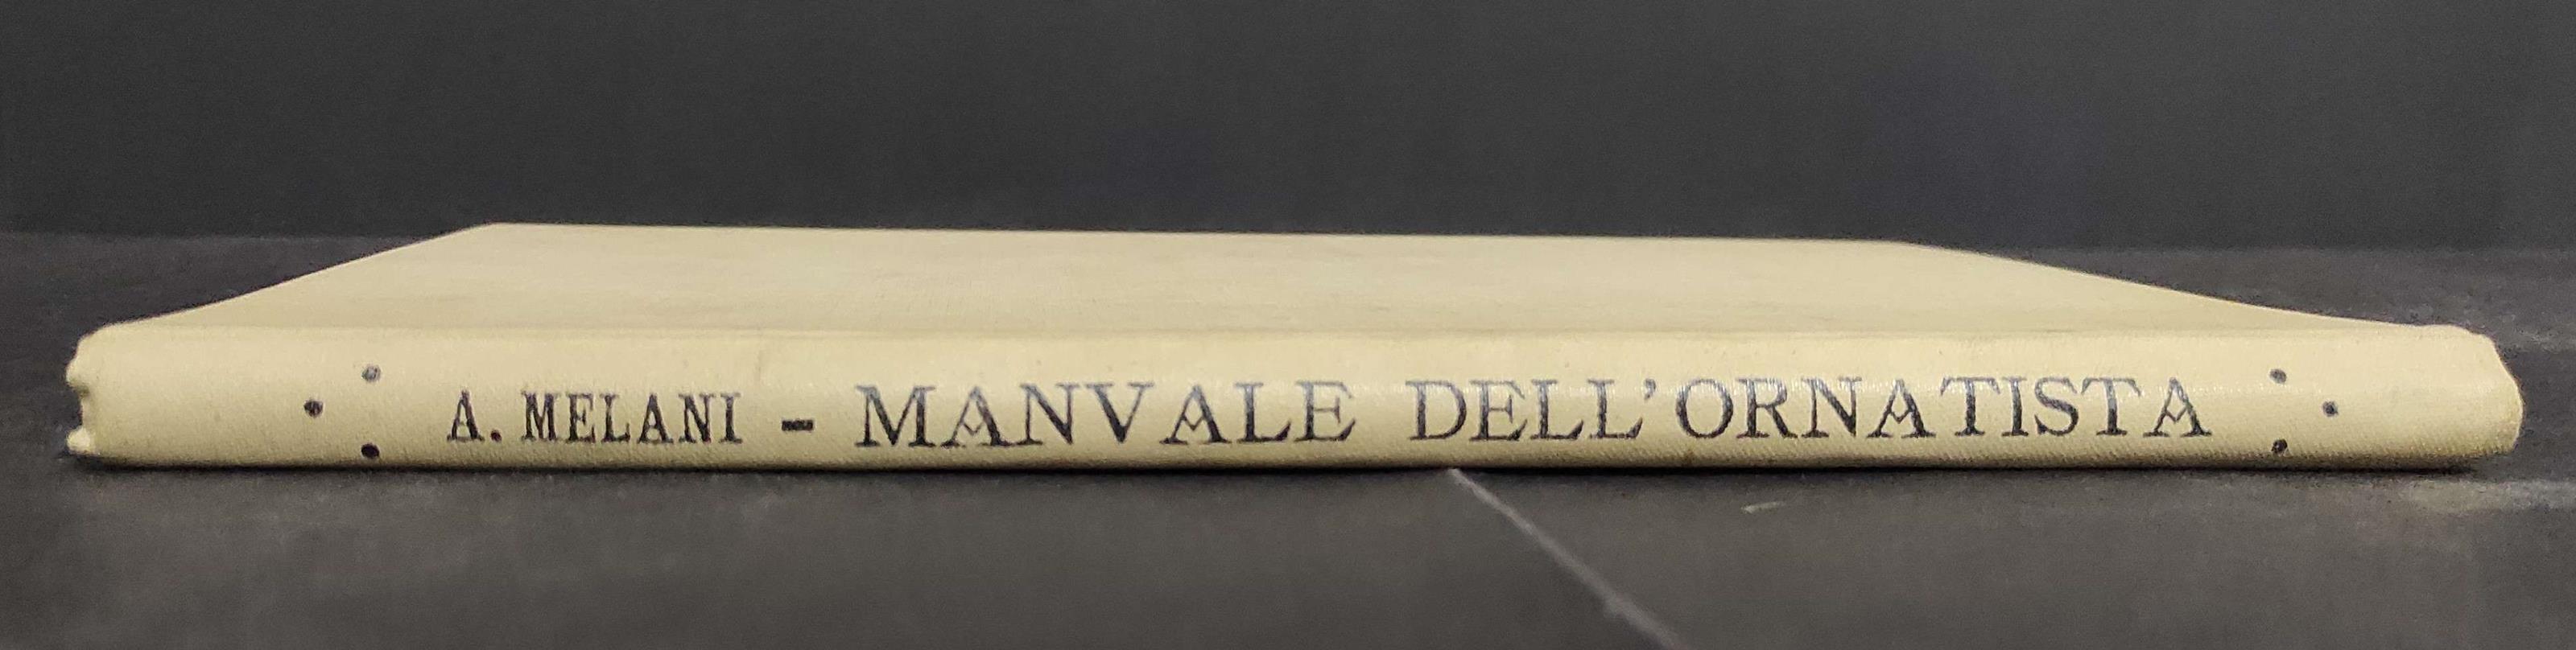 A. MELANI - MANVALE DELL'ORNATISTA